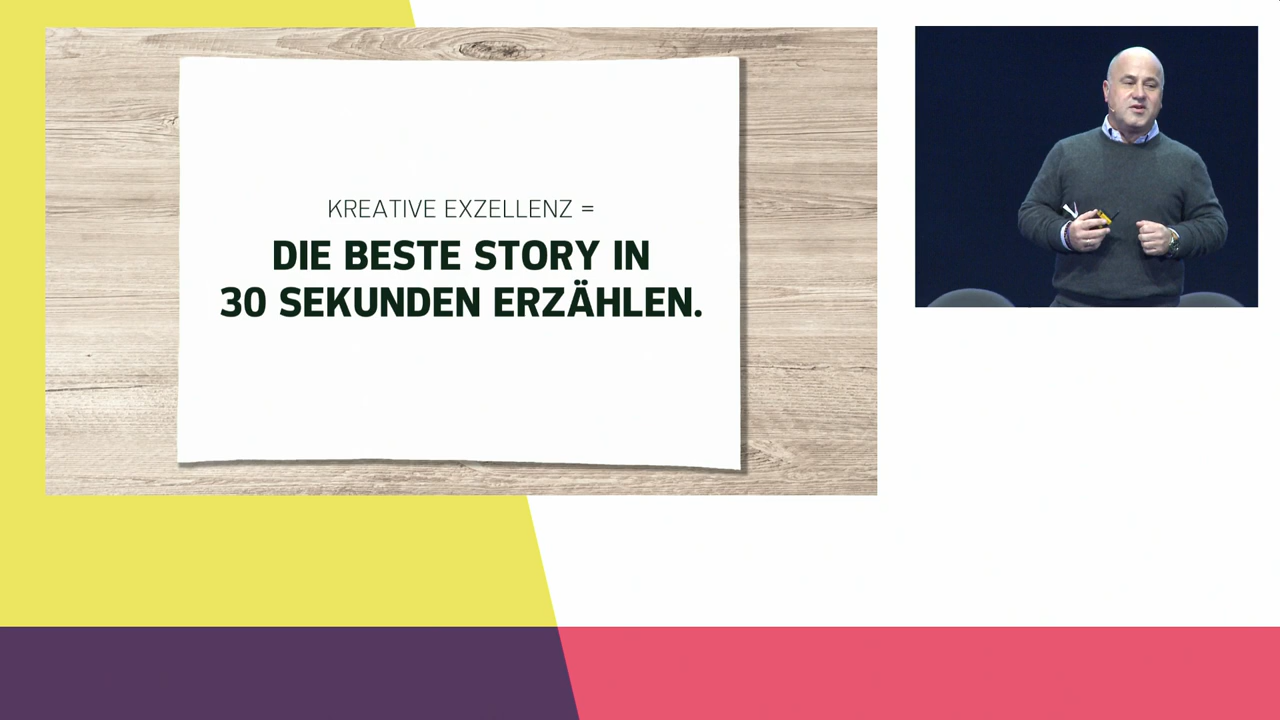 KREATIVE EXZELLENZ =
DIE BESTE STORY IN
30 SEKUNDEN ERZÄHLEN.